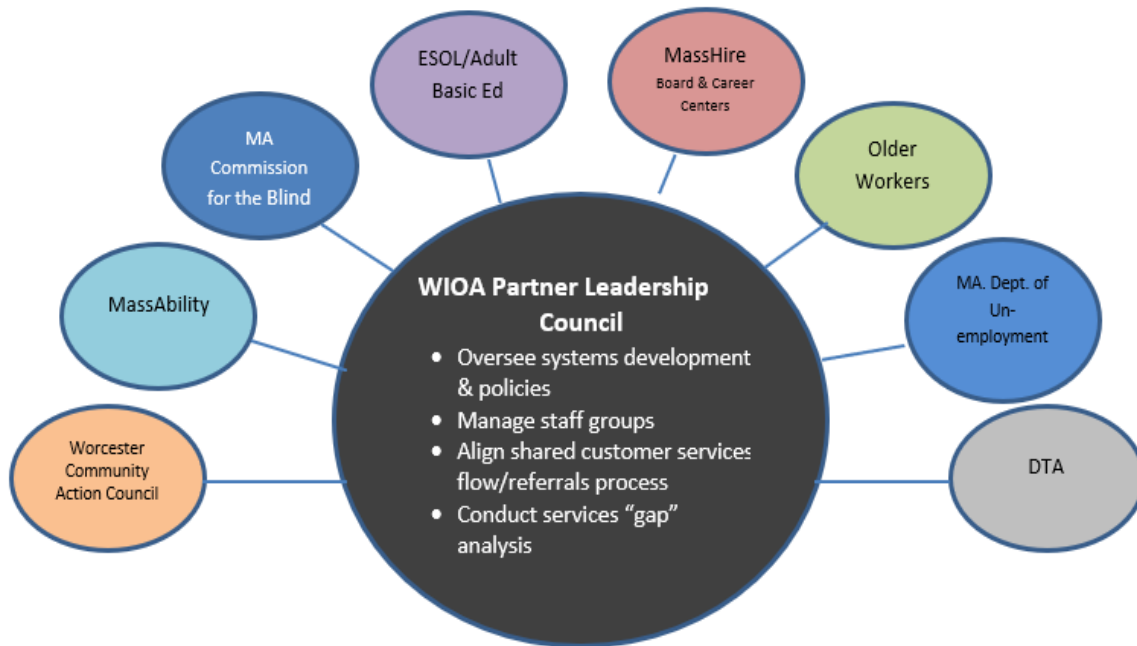 ESOL/Adult
Basic Ed
MassHire
Board & Career
Centers
MA
Commission
for the Blind
Older
Workers
MassAbility
MA. Dept. of
Un-
employment
Worcester
Community
Action Council
DTA
WIOA Partner Leadership
Council
• Oversee systems development
& policies
• Manage staff groups
• Align shared customer services
flow/referrals process
• Conduct services “gap”
analysis